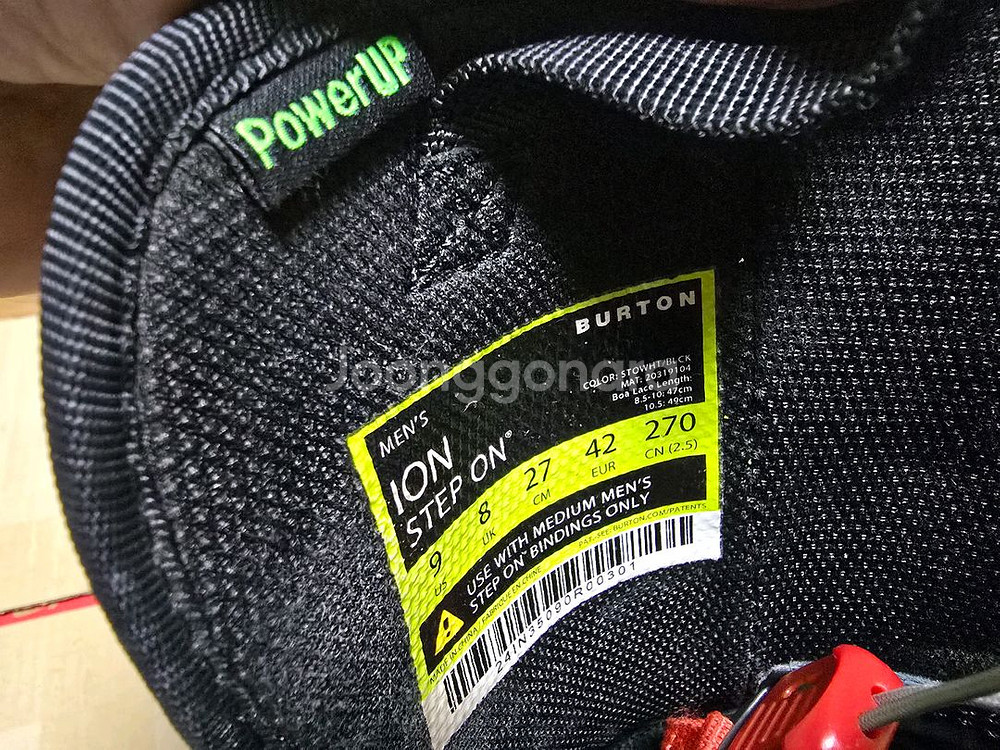 PowerUP
BURTON
COLOR: STOWHT/BLCK
MAT: 20319104
Boa Lace Length:
8.5-10: 47cm
10.5: 49cm
MEN'S
ION
STEP ON®
9 8 27 42 270
US UK CM EUR CN (2.5)
USE WITH MEDIUM MEN'S
STEP ON® BINDINGS ONLY
MADE IN CHINA / FABRIQUÉ EN CHINE PAT.-SEE BURTON.COM/PATENTS
24IN35090R00301